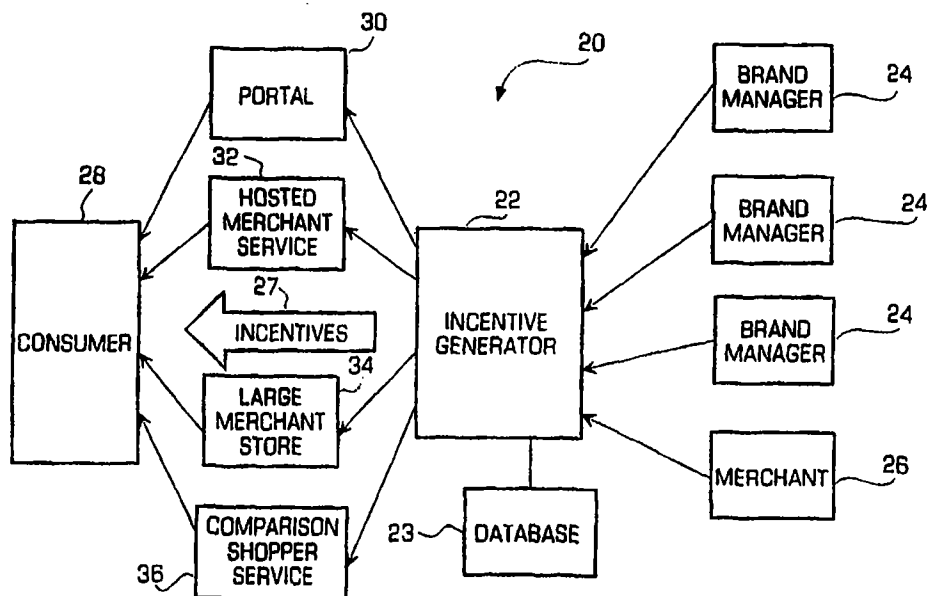 30
20
PORTAL
BRAND
MANAGER
24
32
28
HOSTED
MERCHANT
SERVICE
22
BRAND
MANAGER
24
27
INCENTIVES
CONSUMER
INCENTIVE
GENERATOR
BRAND
MANAGER
24
34
LARGE
MERCHANT
STORE
MERCHANT
26
COMPARISON
SHOPPER
SERVICE
36
23
DATABASE